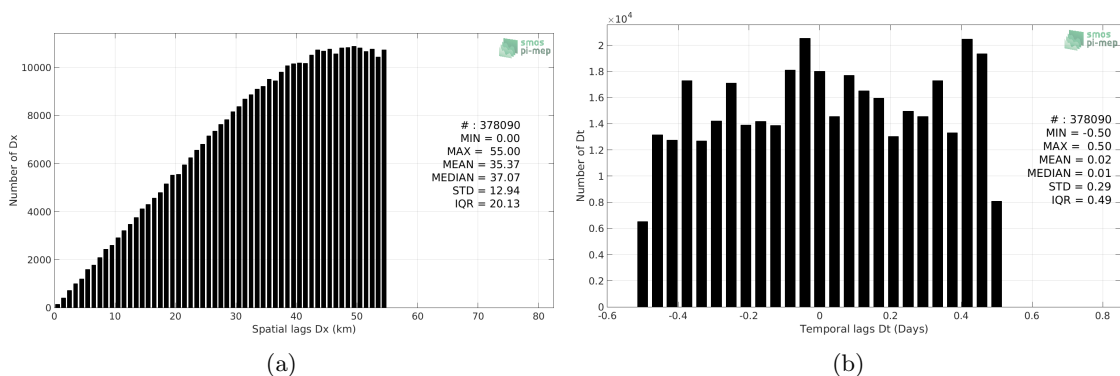 smos
pi-mep
Number of Dx
10000
8000
6000
4000
2000
0
# : 378090
MIN = 0.00
MAX = 55.00
MEAN = 35.37
MEDIAN = 37.07
STD = 12.94
IQR = 20.13
0 10 20 30 40 50 60 70 80
Spatial lags Dx (km)
(a)
×10⁴
smos
pi-mep
Number of Dt
2
1.8
1.6
1.4
1.2
1
0.8
0.6
0.4
0.2
0
# : 378090
MIN = -0.50
MAX = 0.50
MEAN = 0.02
MEDIAN = 0.01
STD = 0.29
IQR = 0.49
-0.6 -0.4 -0.2 0 0.2 0.4 0.6 0.8
Temporal lags Dt (Days)
(b)